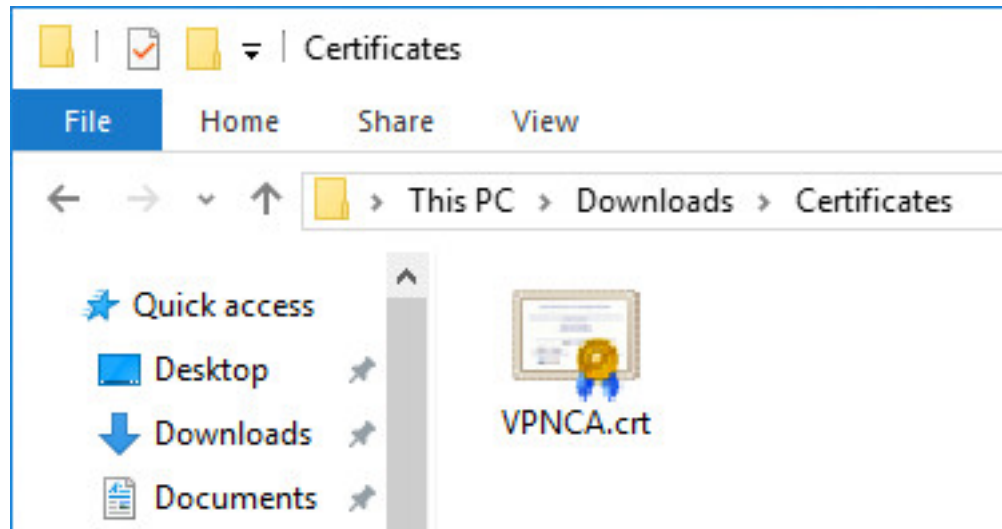 Certificates
File Home Share View
This PC > Downloads > Certificates
Quick access
Desktop
Downloads
Documents
VPNCA.crt